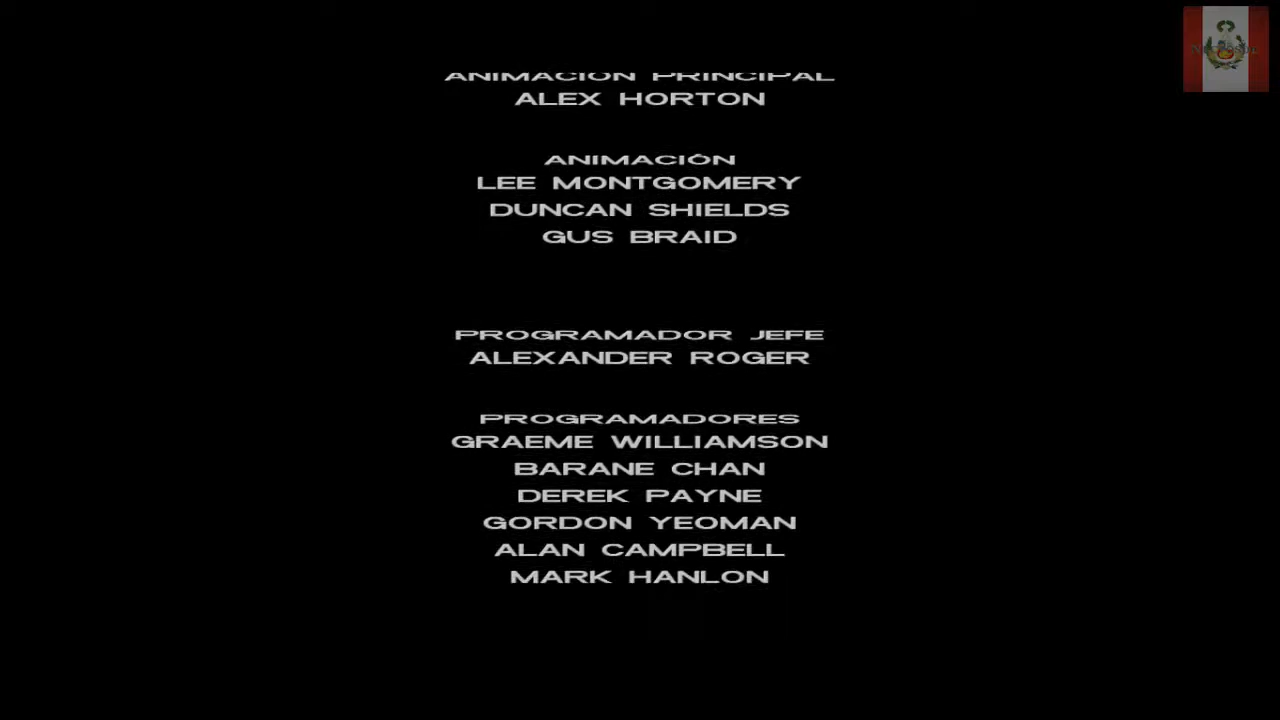 ANIMACIÓN PRINCIPAL
ALEX HORTON
ANIMACIÓN
LEE MONTGOMERY
DUNCAN SHIELDS
GUS BRAID
PROGRAMADOR JEFE
ALEXANDER ROGER
PROGRAMADORES
GRAEME WILLIAMSON
BARANE CHAN
DEREK PAYNE
GORDON YEOMAN
ALAN CAMPBELL
MARK HANLON